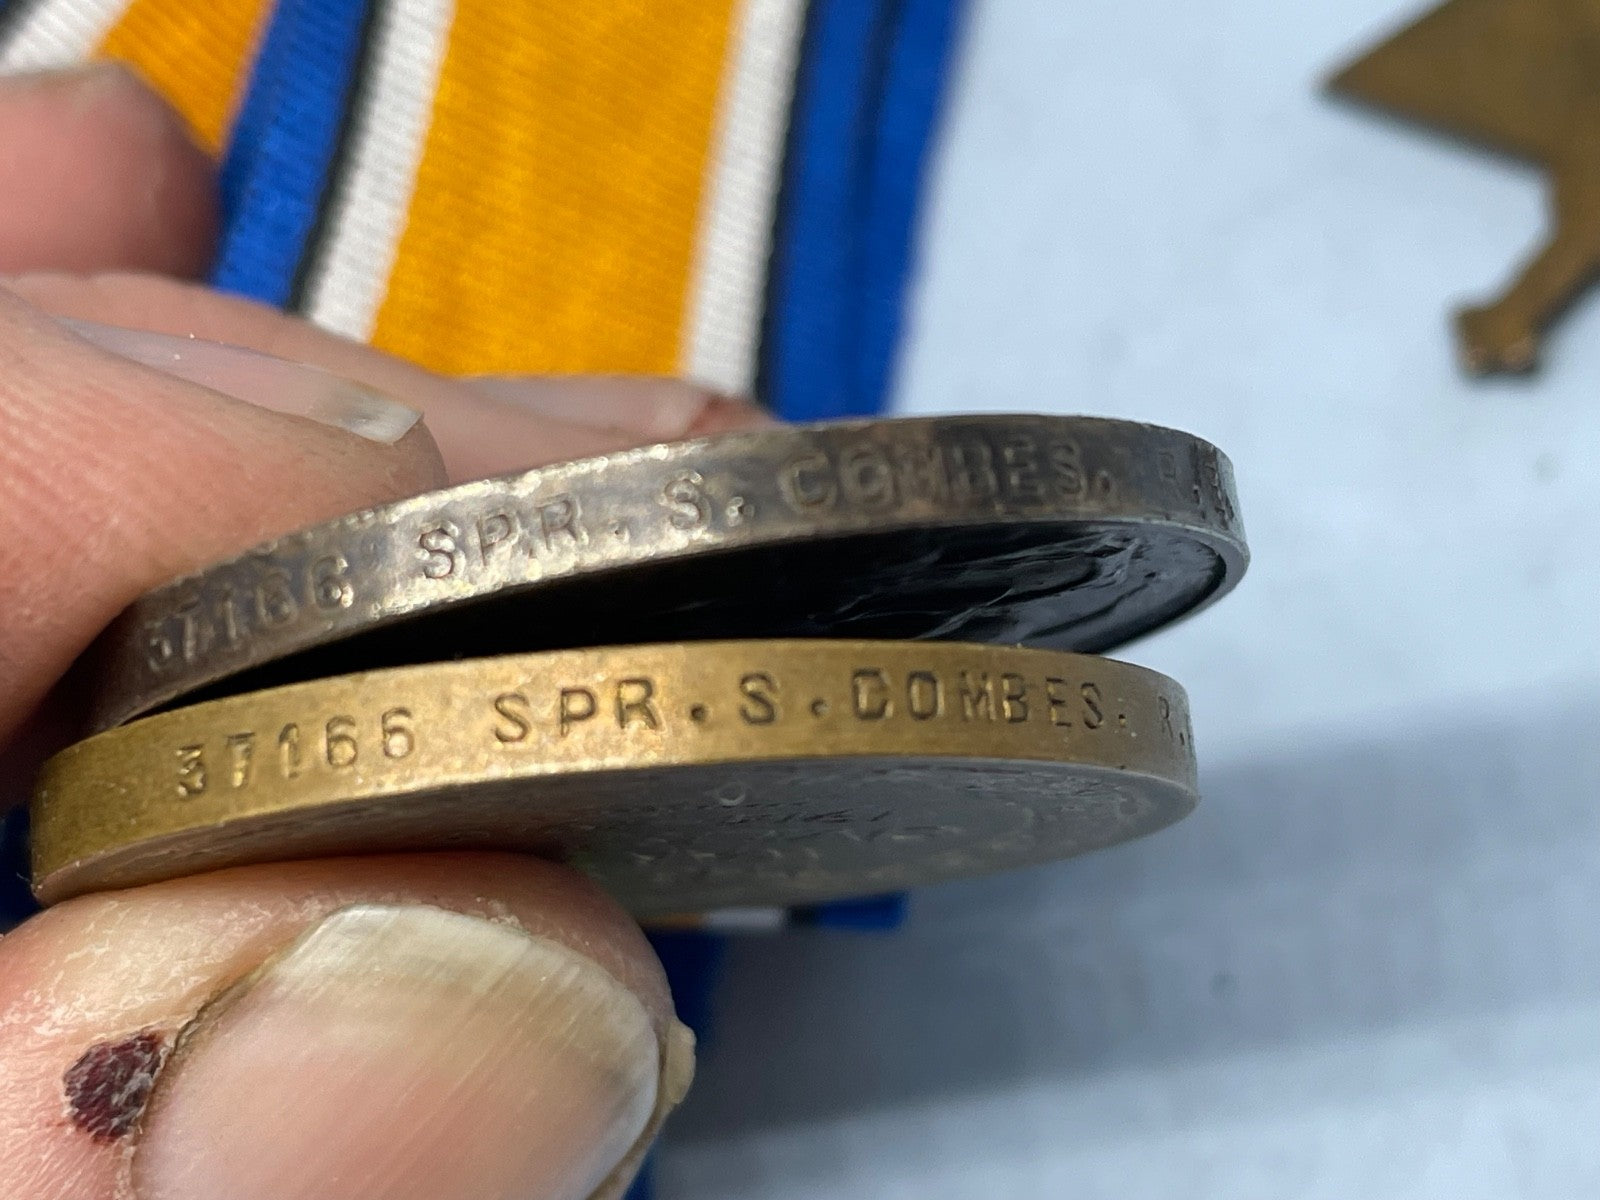 37166 SPR. S. COMBES. R.
37166 SPR. S. COMBES. R.